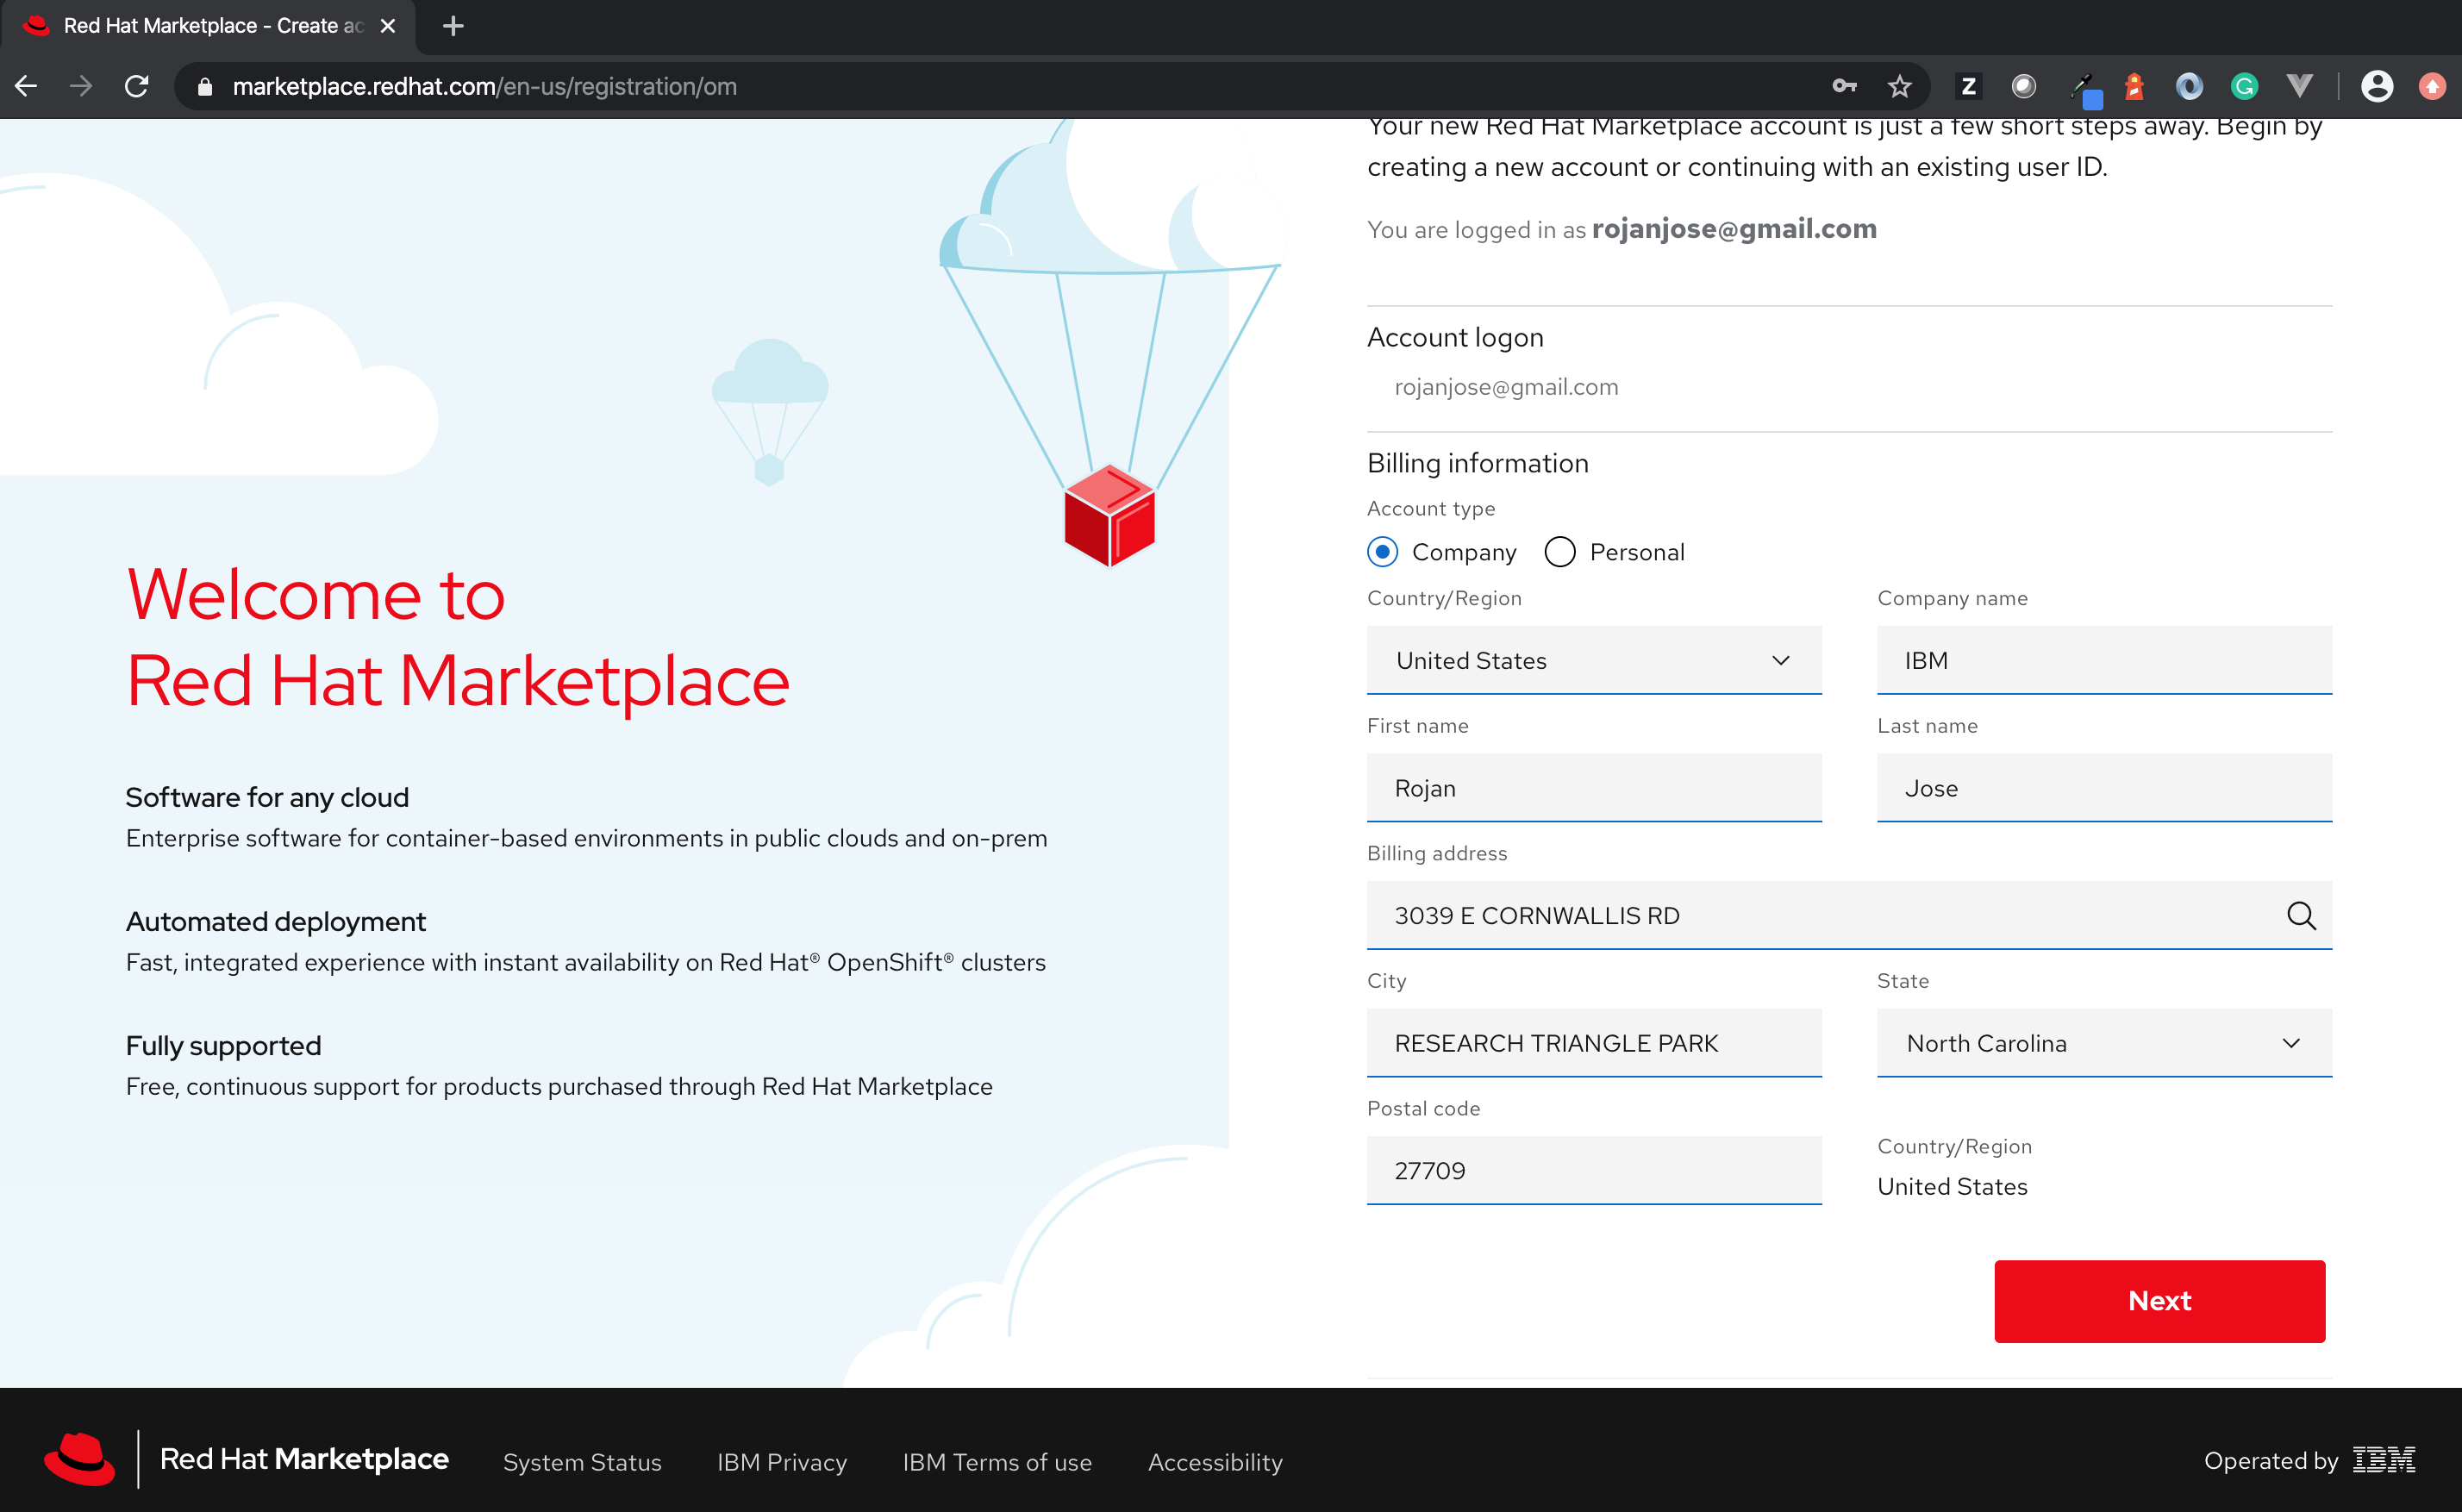 Red Hat Marketplace - Create ac
marketplace.redhat.com/en-us/registration/om
Your new Red Hat Marketplace account is just a few short steps away. Begin by
creating a new account or continuing with an existing user ID.
You are logged in as rojanjose@gmail.com
Account logon
rojanjose@gmail.com
Billing information
Account type
Company Personal
Country/Region Company name
United States IBM
First name Last name
Rojan Jose
Billing address
3039 E CORNWALLIS RD
City State
RESEARCH TRIANGLE PARK North Carolina
Postal code
27709
Country/Region
United States
Next
Welcome to
Red Hat Marketplace
Software for any cloud
Enterprise software for container-based environments in public clouds and on-prem
Automated deployment
Fast, integrated experience with instant availability on Red Hat® OpenShift® clusters
Fully supported
Free, continuous support for products purchased through Red Hat Marketplace
Red Hat Marketplace System Status IBM Privacy IBM Terms of use Accessibility Operated by IBM